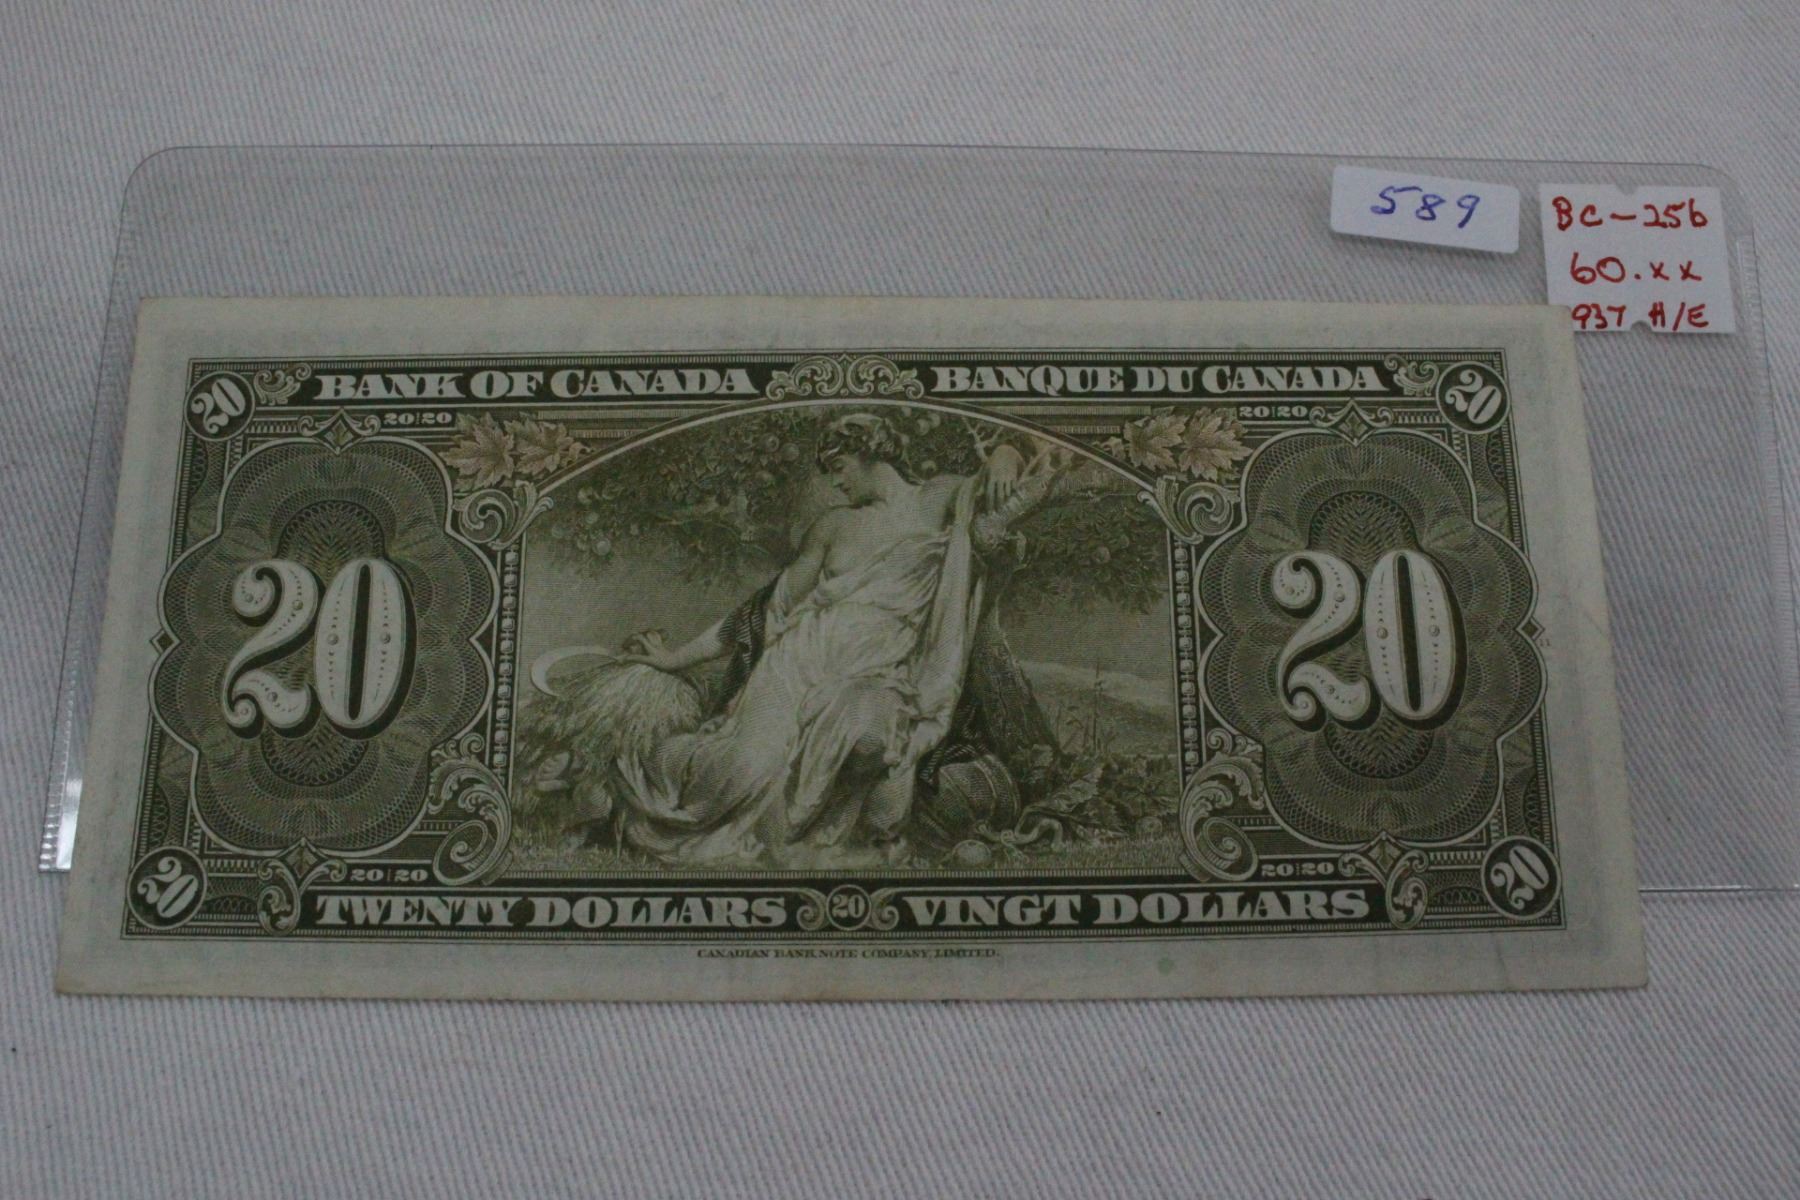 589
BC-25b
60.xx
937 H/E
BANK OF CANADA BANQUE DU CANADA
20 20
20|20 20|20
20 20
11
20|20 20|20
20 20
TWENTY DOLLARS 20 VINGT DOLLARS
CANADIAN BANK NOTE COMPANY, LIMITED.